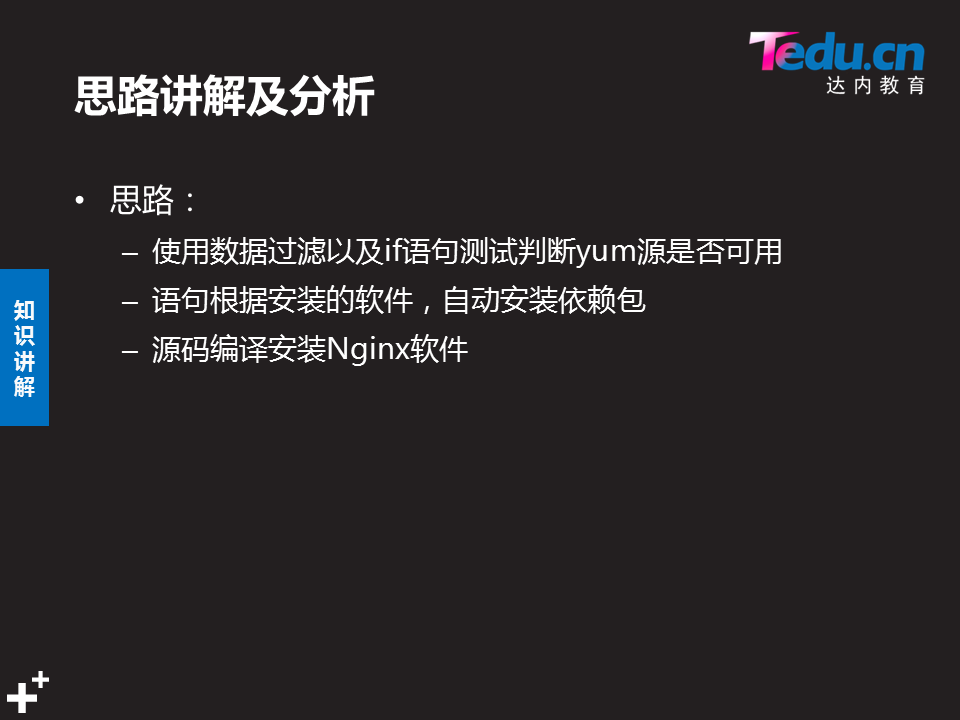 Tedu.cn
达内教育
思路讲解及分析
• 思路：
– 使用数据过滤以及if语句测试判断yum源是否可用
– 语句根据安装的软件，自动安装依赖包
– 源码编译安装Nginx软件
知
识
讲
解